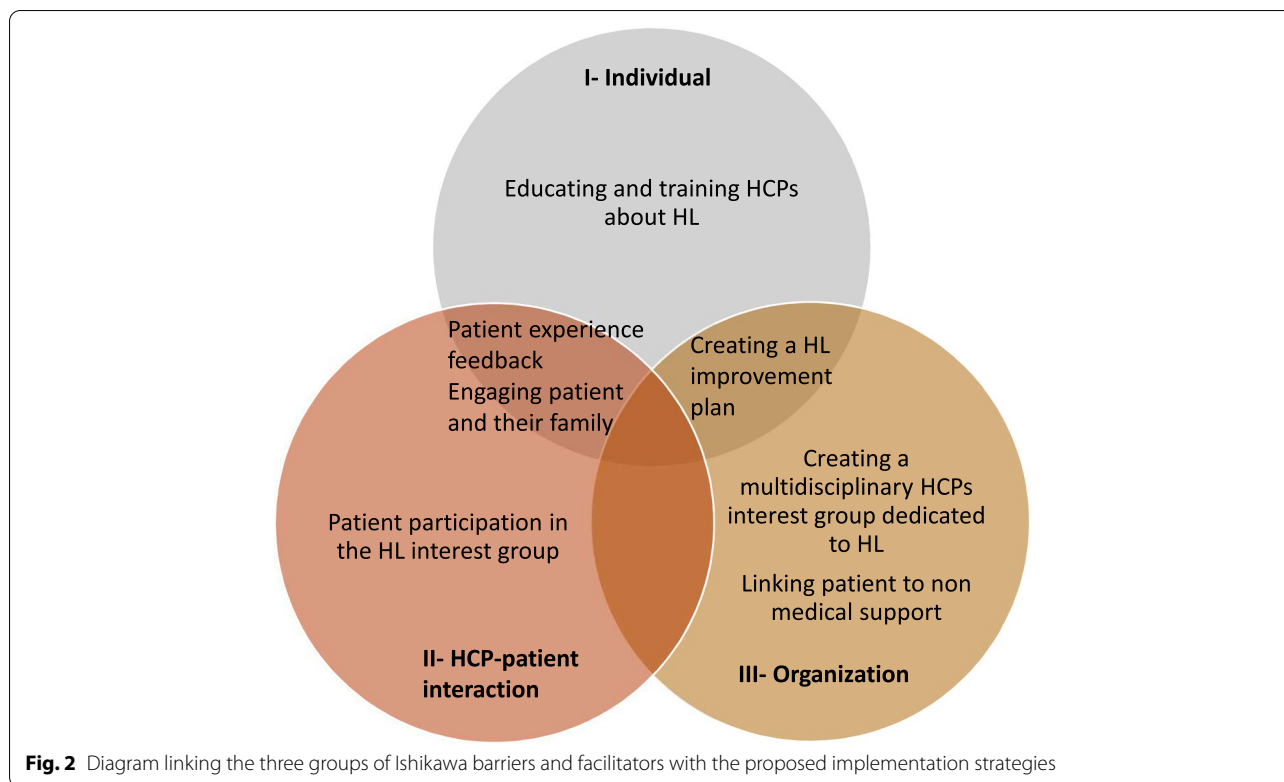 I- Individual
Educating and training HCPs
about HL
Patient experience
feedback
Engaging patient
and their family
Creating a HL
improvement
plan
Patient participation in
the HL interest group
Creating a
multidisciplinary HCPs
interest group dedicated
to HL
Linking patient to non
medical support
II- HCP-patient
interaction
III- Organization
Fig. 2 Diagram linking the three groups of Ishikawa barriers and facilitators with the proposed implementation strategies